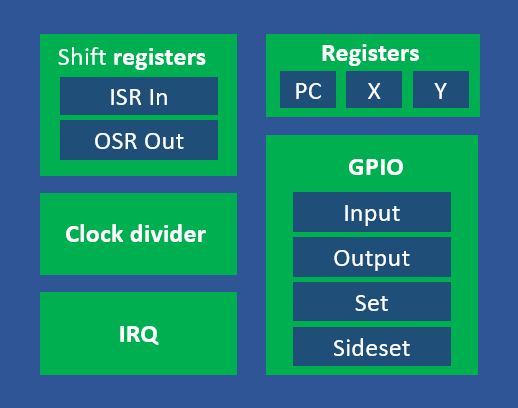 Shift registers
ISR In
OSR Out
Clock divider
IRQ
Registers
PC X Y
GPIO
Input
Output
Set
Sideset